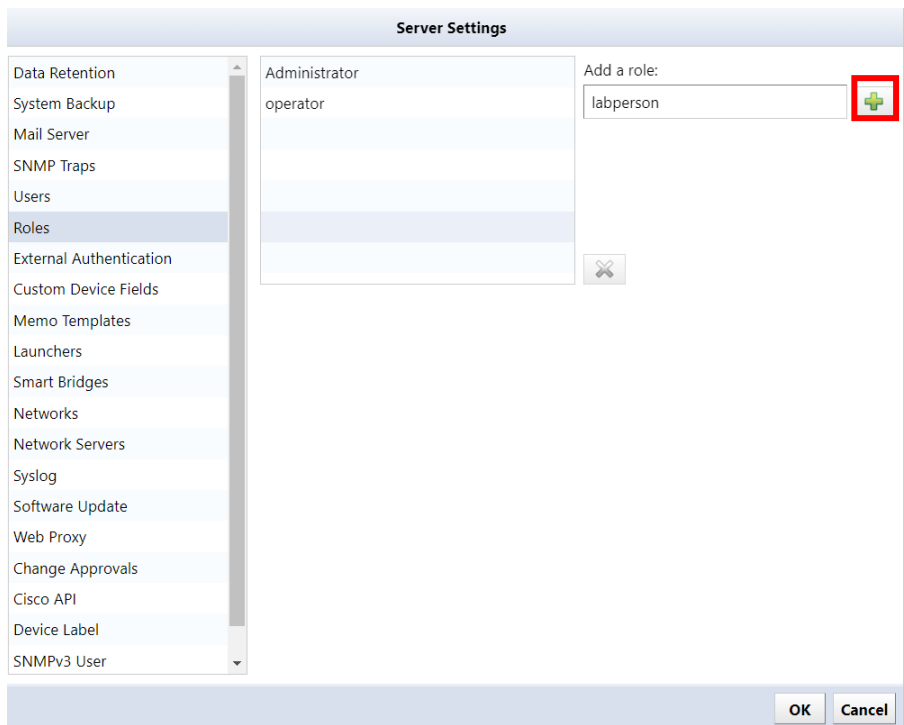 Server Settings
Data Retention
System Backup
Mail Server
SNMP Traps
Users
Roles
External Authentication
Custom Device Fields
Memo Templates
Launchers
Smart Bridges
Networks
Network Servers
Syslog
Software Update
Web Proxy
Change Approvals
Cisco API
Device Label
SNMPv3 User
Administrator
operator
Add a role:
labperson
OK
Cancel